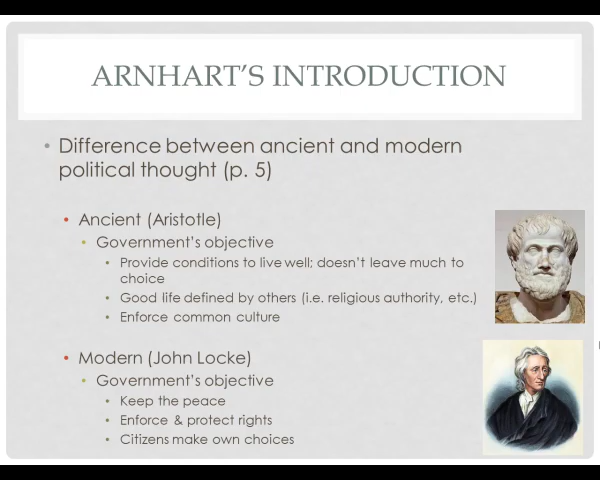 ARNHART'S INTRODUCTION
• Difference between ancient and modern
political thought (p. 5)
• Ancient (Aristotle)
• Government's objective
• Provide conditions to live well; doesn't leave much to
choice
• Good life defined by others (i.e. religious authority, etc.)
• Enforce common culture
• Modern (John Locke)
• Government's objective
• Keep the peace
• Enforce & protect rights
• Citizens make own choices